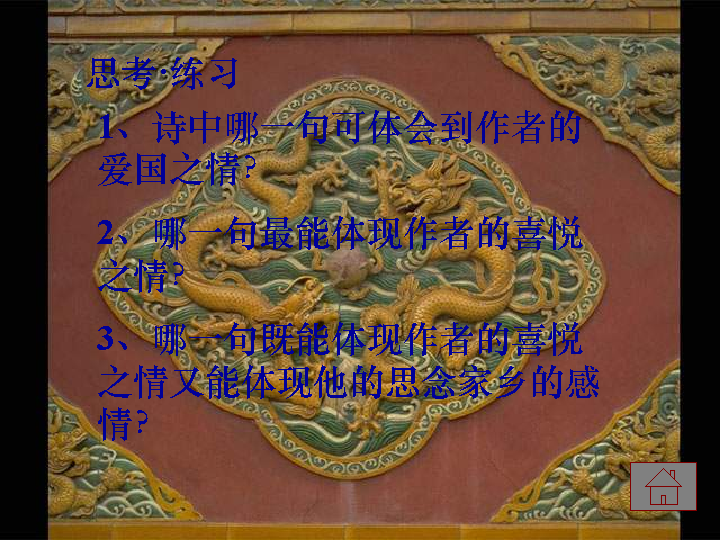 思考·练习
1、诗中哪一句可体会到作者的
爱国之情?
2、哪一句最能体现作者的喜悦
之情?
3、哪一句既能体现作者的喜悦
之情又能体现他的思念家乡的感
情?